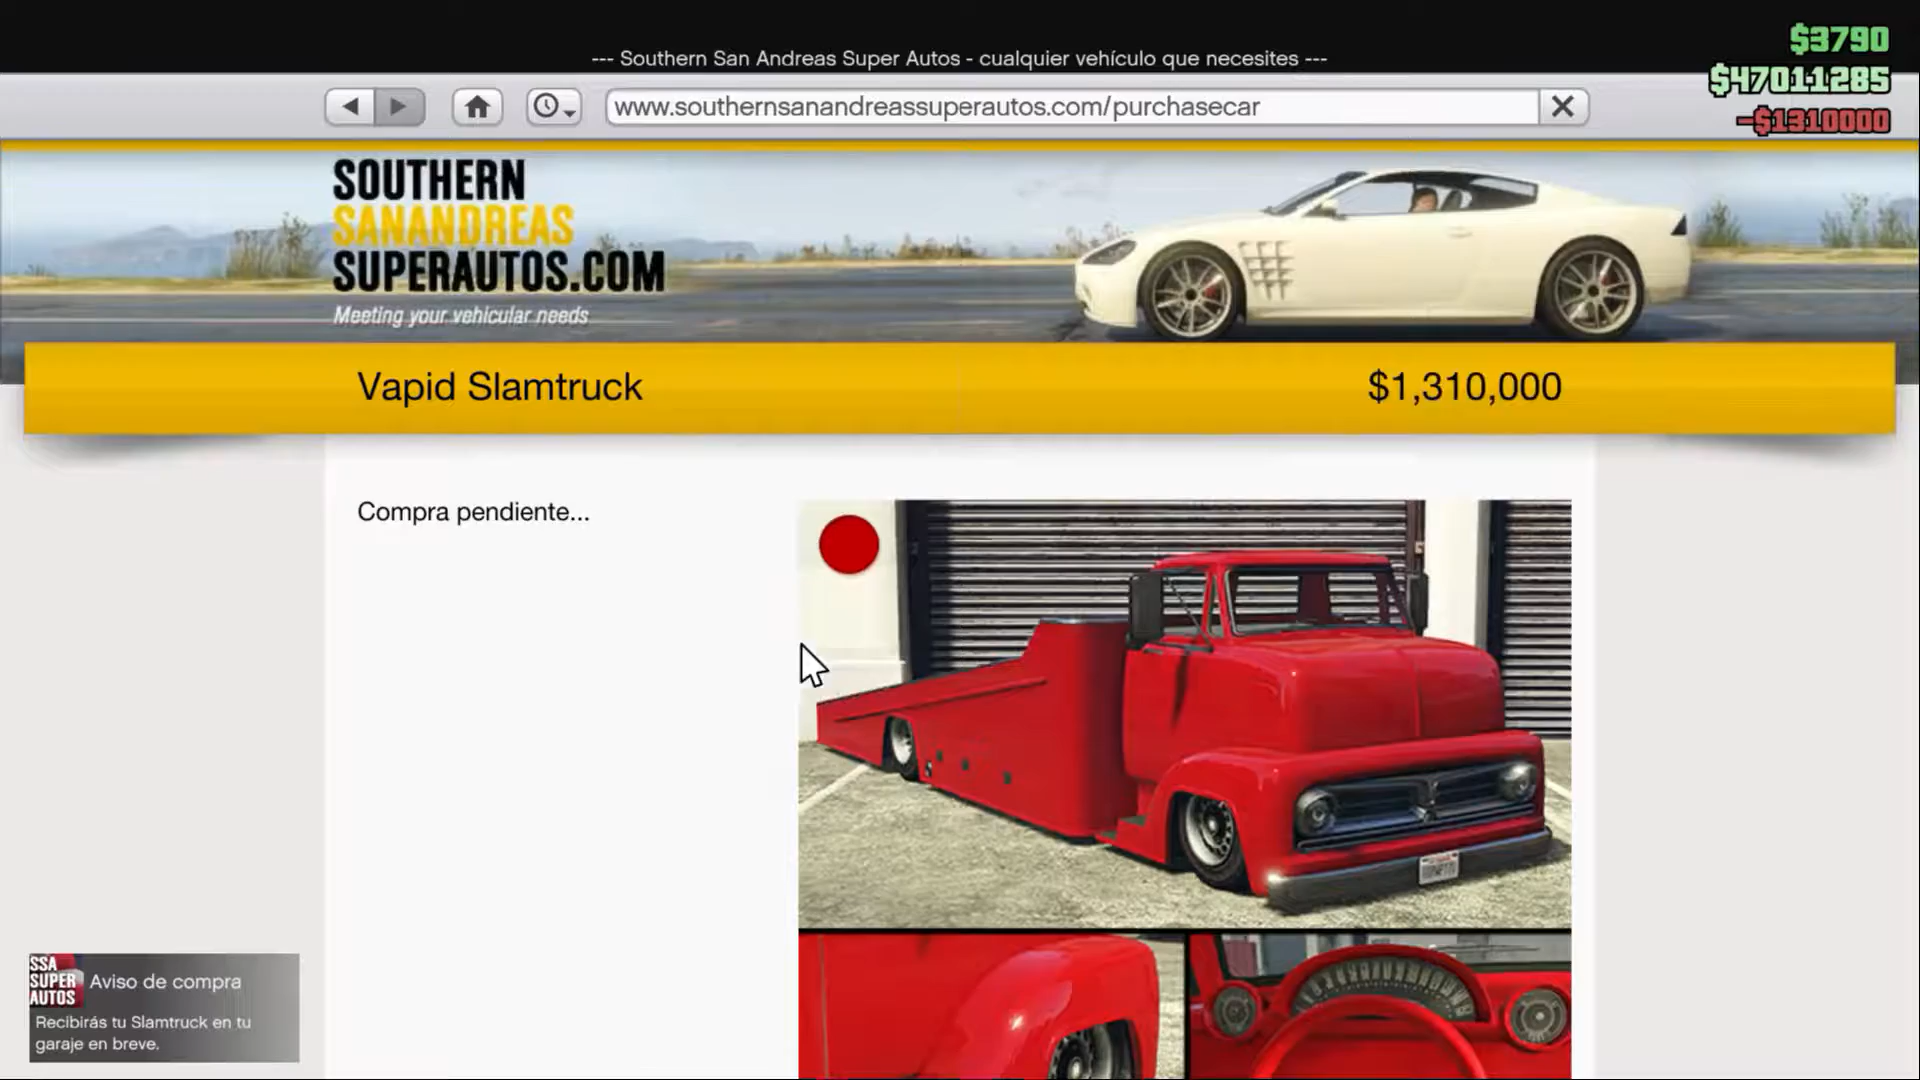 --- Southern San Andreas Super Autos - cualquier vehículo que necesites ---
$3790
$47011285
-$1310000
www.southernsanandreassuperautos.com/purchasecar
SOUTHERN
SANANDREAS
SUPERAUTOS.COM
Meeting your vehicular needs
Vapid Slamtruck
$1,310,000
Compra pendiente...
SSA
SUPER
AUTOS
Aviso de compra
Recibirás tu Slamtruck en tu
garaje en breve.